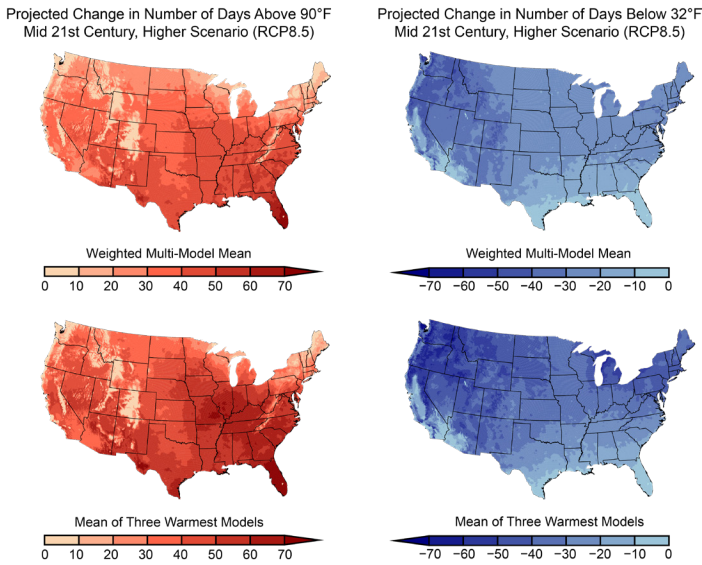 Projected Change in Number of Days Above 90°F
Mid 21st Century, Higher Scenario (RCP8.5)
Projected Change in Number of Days Below 32°F
Mid 21st Century, Higher Scenario (RCP8.5)
Weighted Multi-Model Mean
0 10 20 30 40 50 60 70
Weighted Multi-Model Mean
−70 −60 −50 −40 −30 −20 −10 0
Mean of Three Warmest Models
0 10 20 30 40 50 60 70
Mean of Three Warmest Models
−70 −60 −50 −40 −30 −20 −10 0